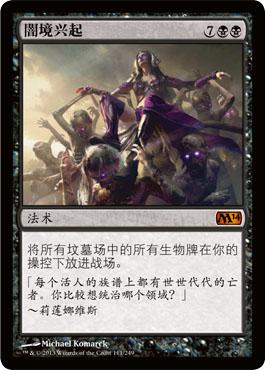 闇境兴起 7
法术 M14
将所有坟墓场中的所有生物牌在你的
操控下放进战场。
「每个活人的族谱上都有世世代代的亡
者。你比较想统治哪个领域？」
～莉莲娜维斯
Michael Komarck
™ & © 2013 Wizards of the Coast 111/249